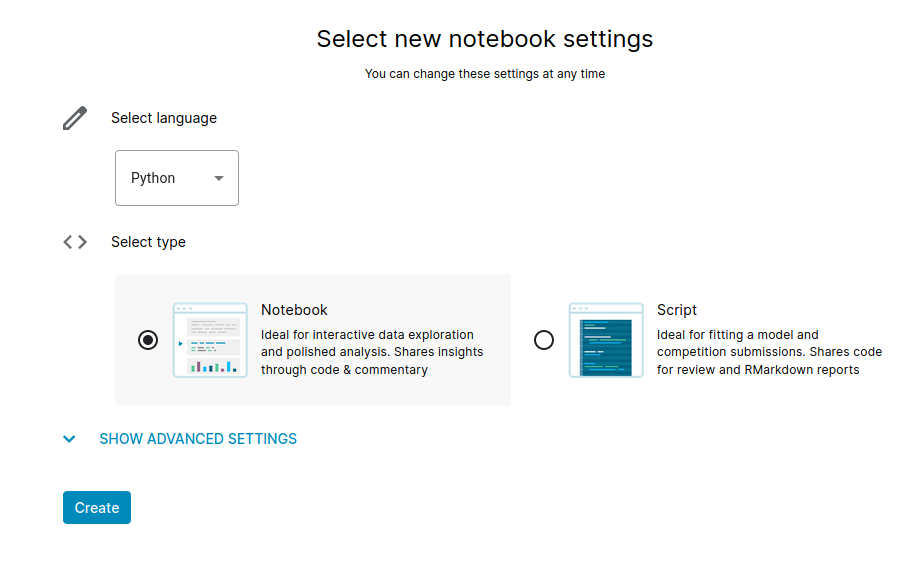 Select new notebook settings
You can change these settings at any time
Select language
Python
Select type
Notebook
Ideal for interactive data exploration
and polished analysis. Shares insights
through code & commentary
Script
Ideal for fitting a model and
competition submissions. Shares code
for review and RMarkdown reports
SHOW ADVANCED SETTINGS
Create